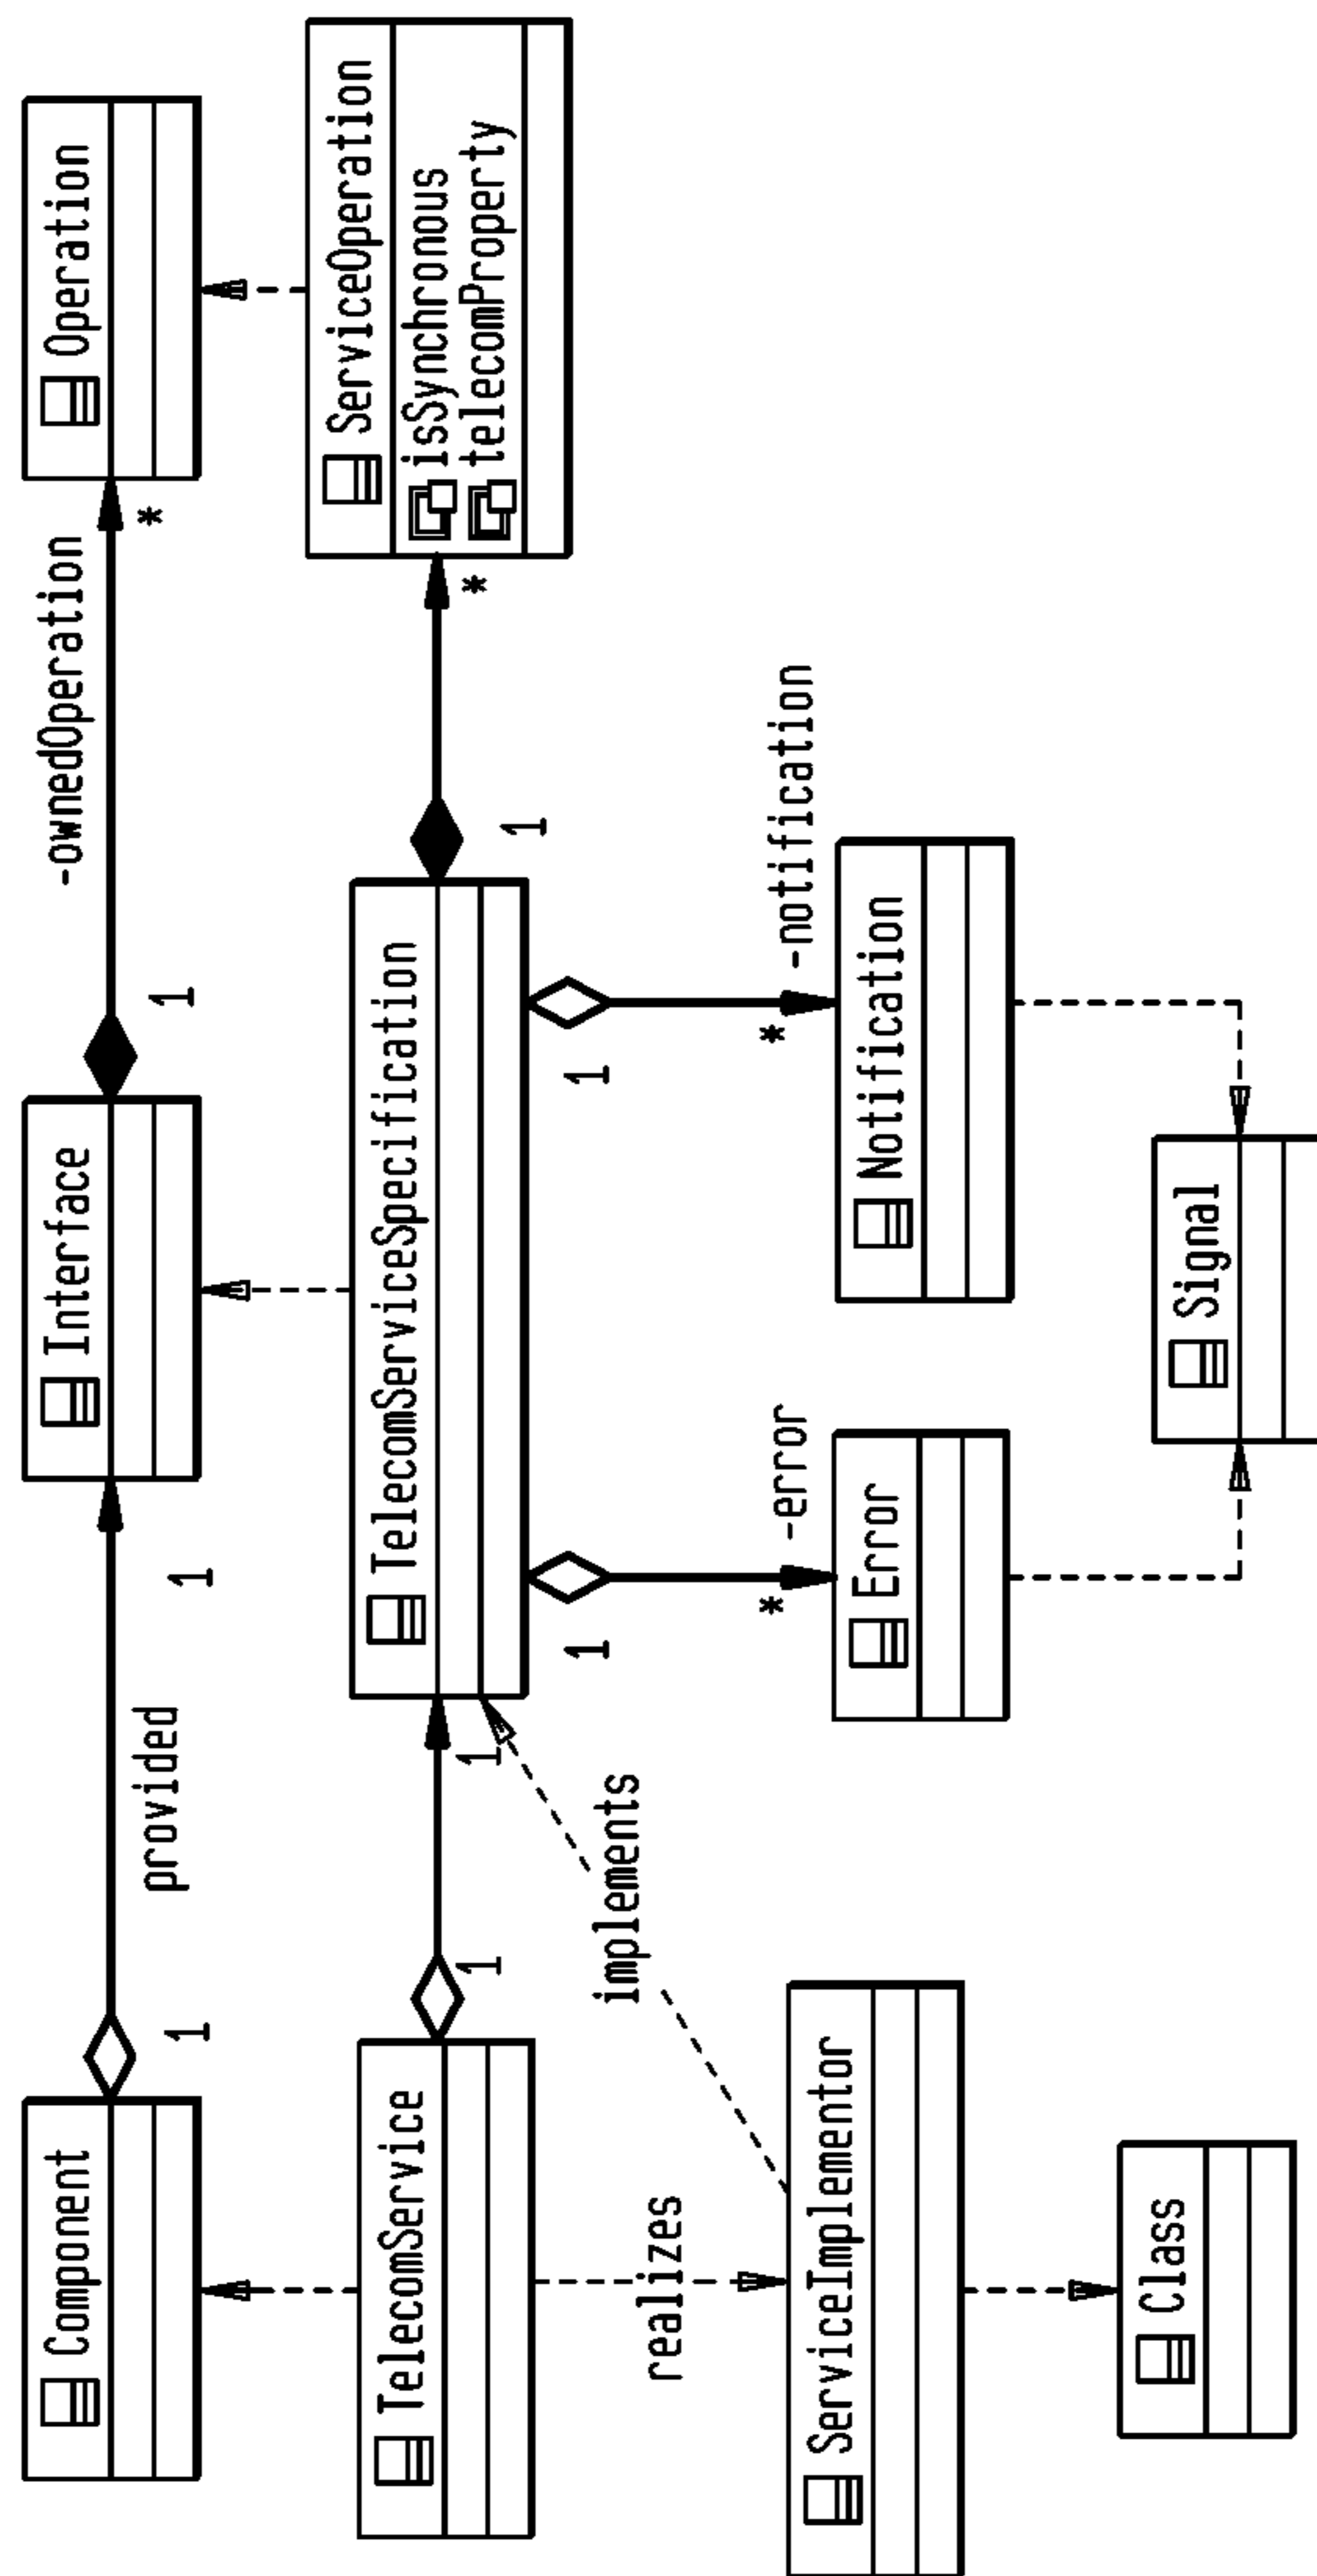 Component
1
provided
1
Interface
1
-ownedOperation
*
Operation
TelecomService
1
1
TelecomServiceSpecification
1
*
ServiceOperation
isSynchronous
telecomProperty
realizes
implements
1
*
-error
1
*
-notification
ServiceImplementor
Error
Notification
Class
Signal